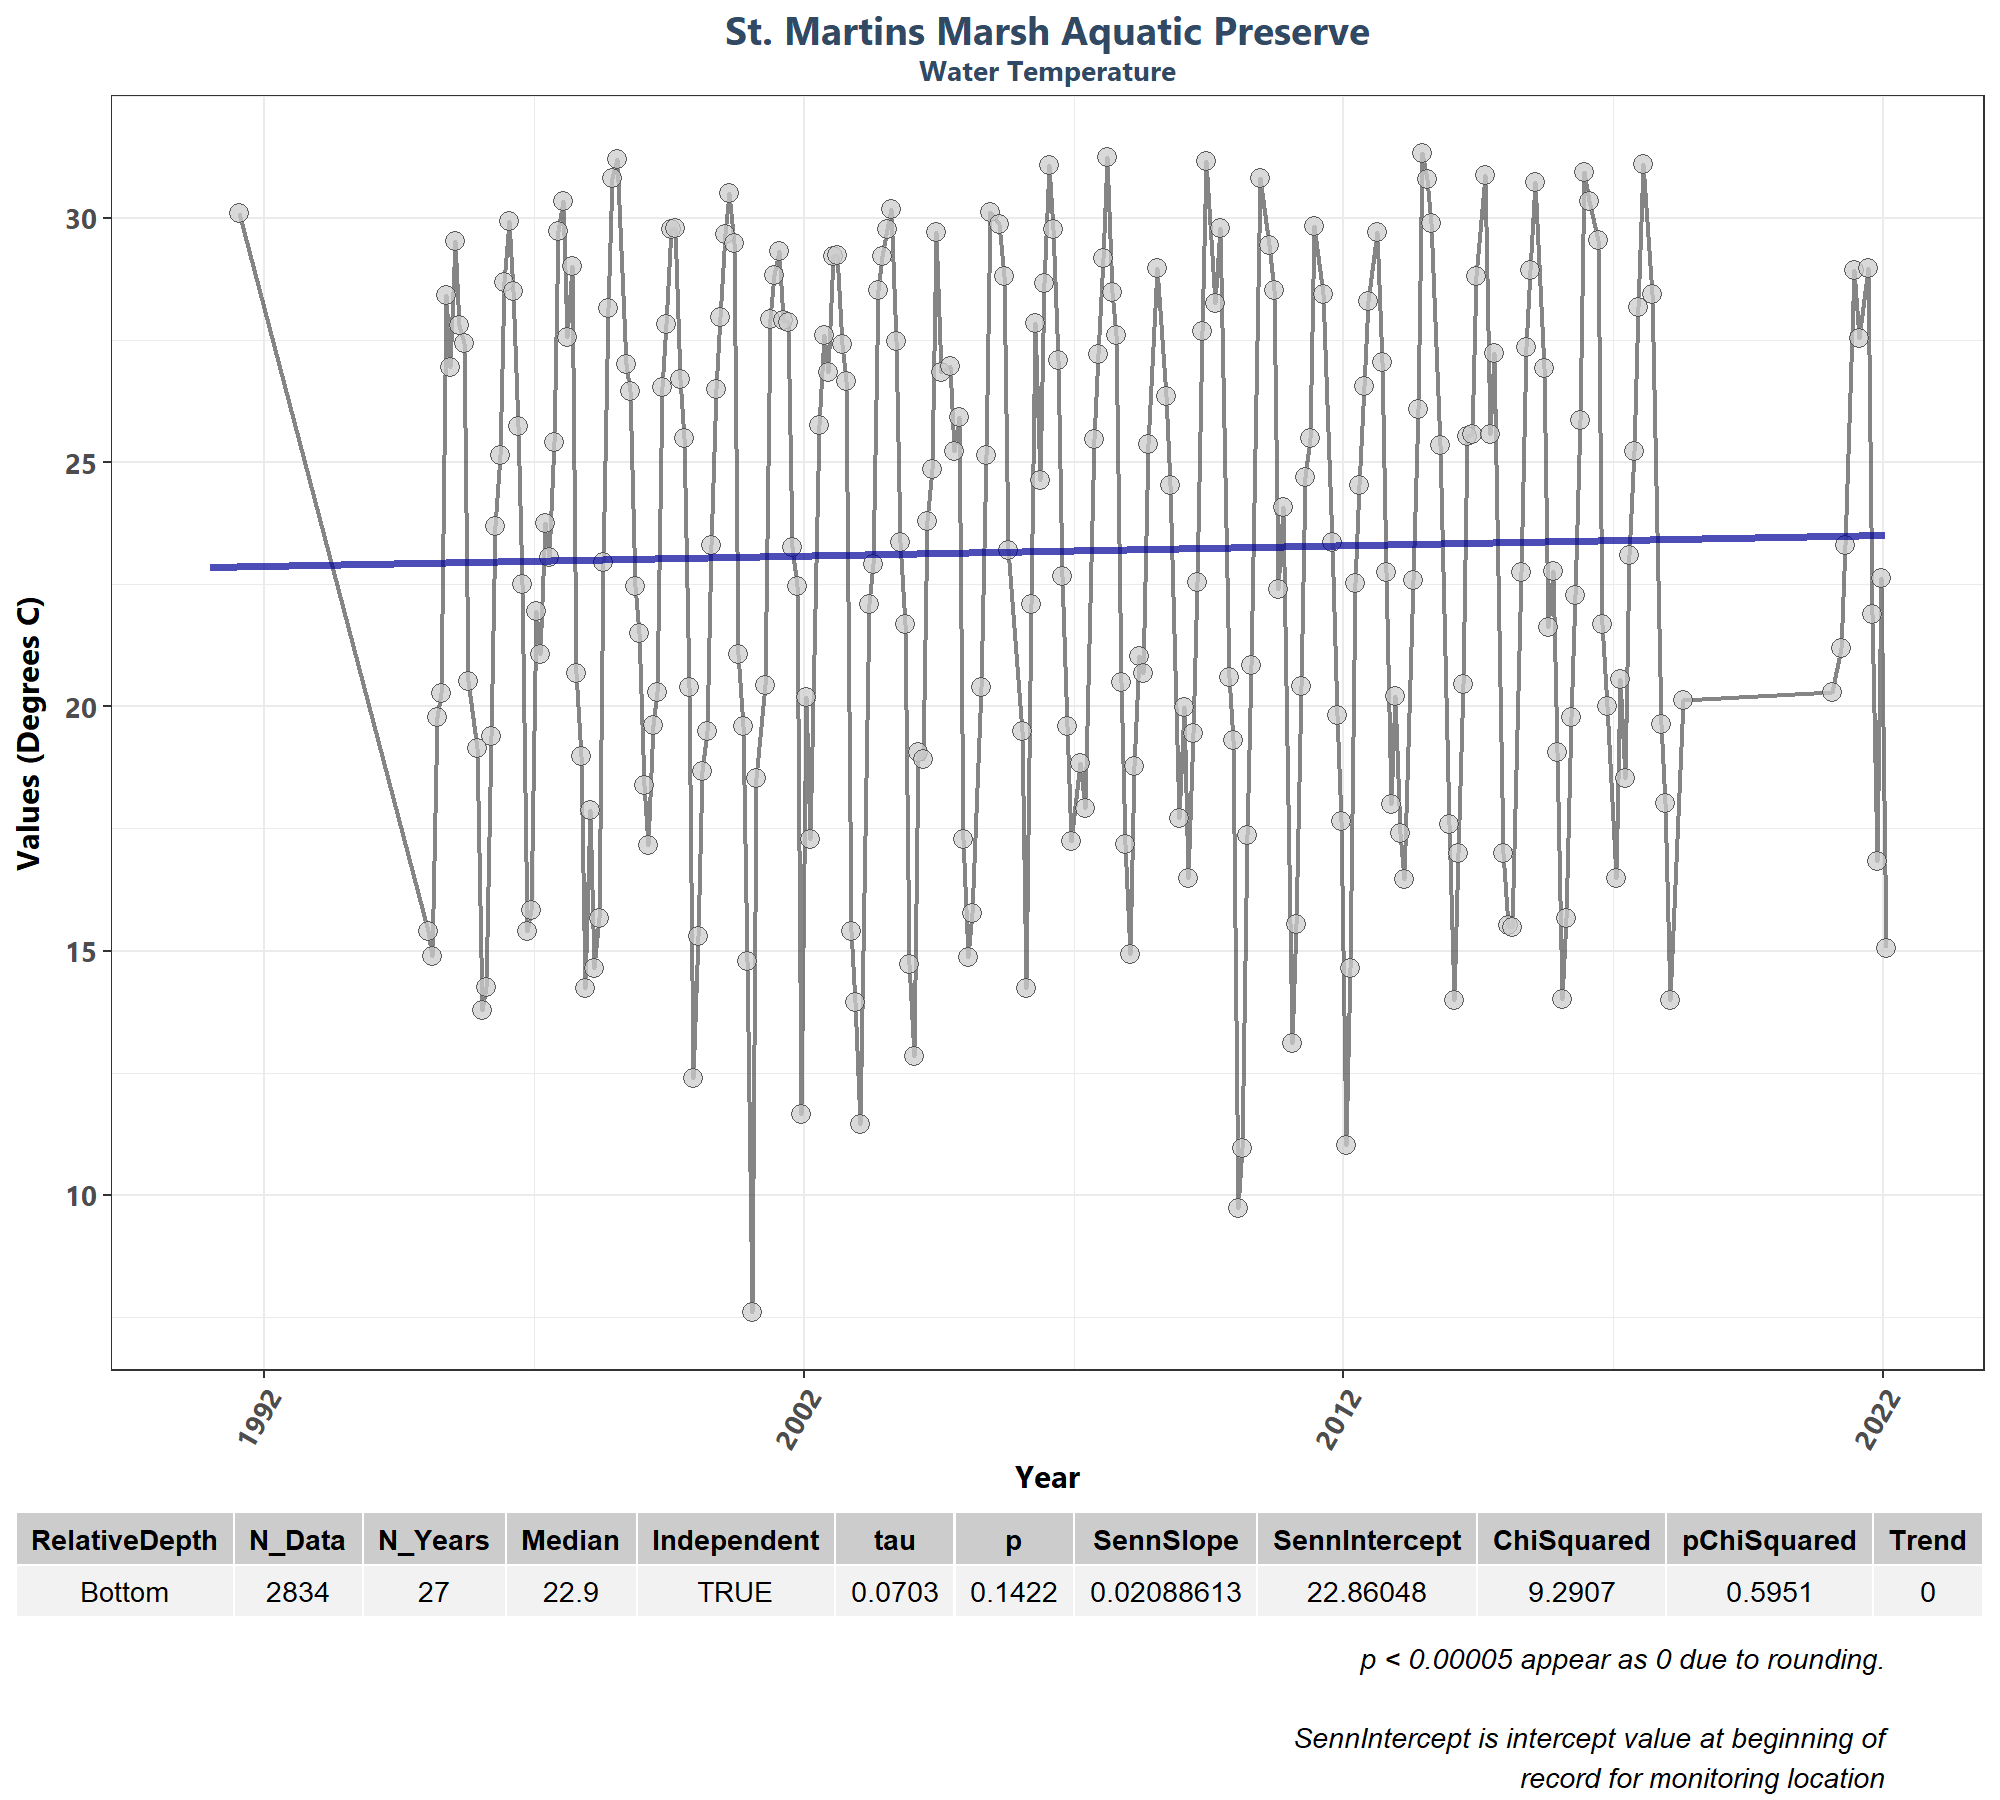 St. Martins Marsh Aquatic Preserve
Water Temperature
Values (Degrees C)
30
25
20
15
10
1992
2002
2012
2022
Year
RelativeDepth N_Data N_Years Median Independent tau p SennSlope SennIntercept ChiSquared pChiSquared Trend
Bottom 2834 27 22.9 TRUE 0.0703 0.1422 0.02088613 22.86048 9.2907 0.5951 0
p < 0.00005 appear as 0 due to rounding.
SennIntercept is intercept value at beginning of
record for monitoring location